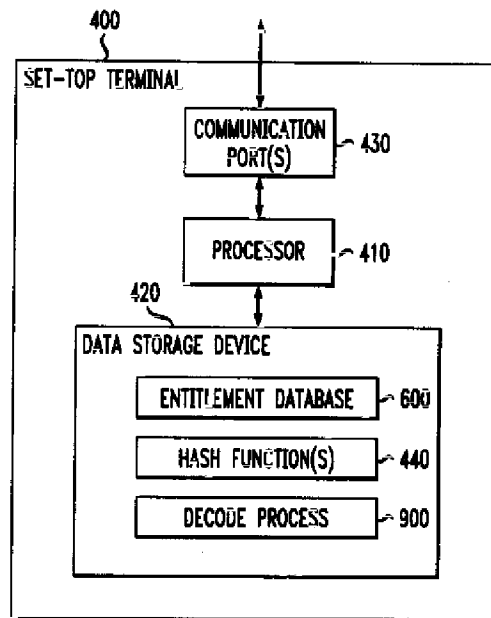 400
SET-TOP TERMINAL
COMMUNICATION
PORT(S)
430
PROCESSOR
410
420
DATA STORAGE DEVICE
ENTITLEMENT DATABASE
600
HASH FUNCTION(S)
440
DECODE PROCESS
900